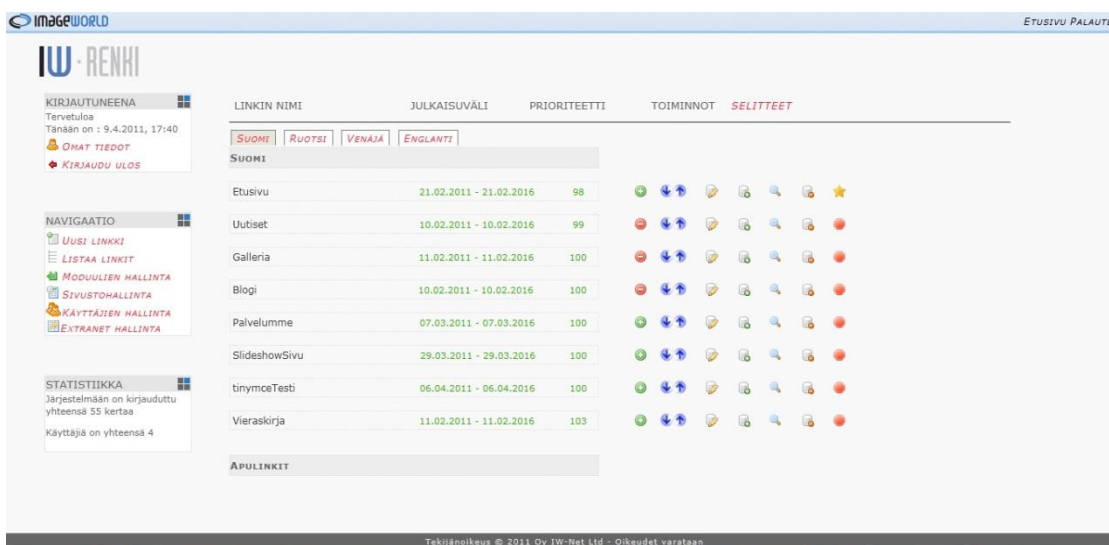 IMAGEWORLD
ETUSIVU PALAUTE
IW·RENKI
KIRJAUTUNEENA
Tervetuloa
Tänään on : 9.4.2011, 17:40
OMAT TIEDOT
KIRJAUDU ULOS
NAVIGAATIO
UUSI LINKKI
LISTAA LINKIT
MODUULIEN HALLINTA
SIVUSTOHALLINTA
KÄYTTÄJIEN HALLINTA
EXTRANET HALLINTA
STATISTIIKKA
Järjestelmään on kirjauduttu
yhteensä 55 kertaa
Käyttäjiä on yhteensä 4
LINKIN NIMI JULKAISUVÄLI PRIORITEETTI TOIMINNOT SELITTEET
SUOMI RUOTSI VENÄJÄ ENGLANTI
SUOMI
Etusivu 21.02.2011 - 21.02.2016 98
Uutiset 10.02.2011 - 10.02.2016 99
Galleria 11.02.2011 - 11.02.2016 100
Blogi 10.02.2011 - 10.02.2016 100
Palvelumme 07.03.2011 - 07.03.2016 100
SlideshowSivu 29.03.2011 - 29.03.2016 100
tinymceTesti 06.04.2011 - 06.04.2016 100
Vieraskirja 11.02.2011 - 11.02.2016 103
APULINKIT
Tekijänoikeus © 2011 Oy IW-Net Ltd - Oikeudet varataan